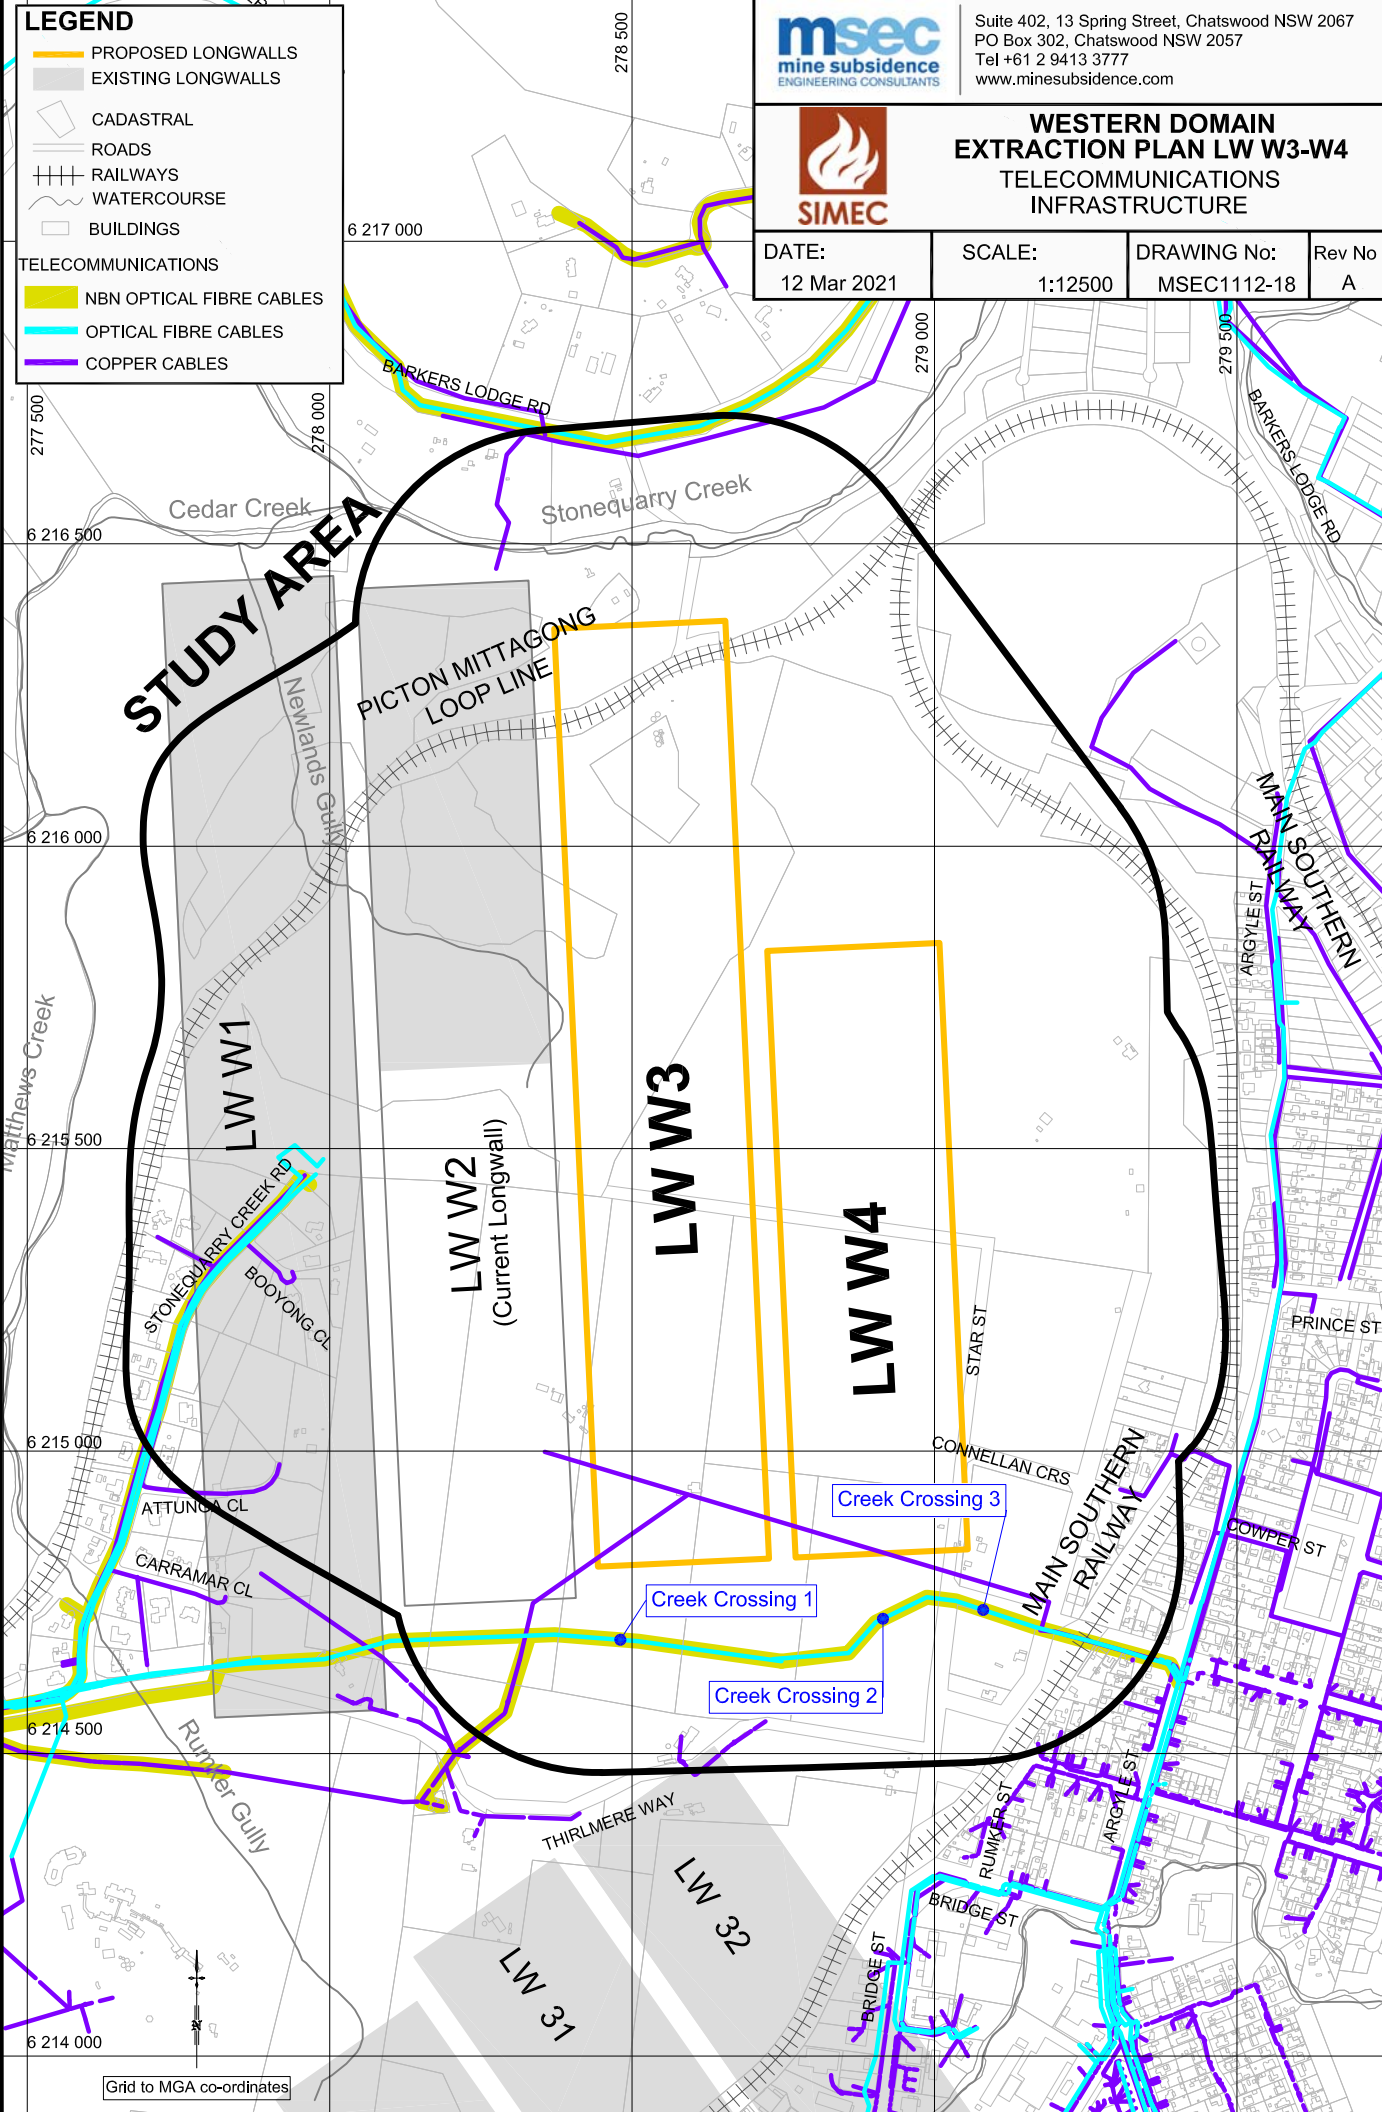 LEGEND
PROPOSED LONGWALLS
EXISTING LONGWALLS
CADASTRAL
ROADS
RAILWAYS
WATERCOURSE
BUILDINGS
TELECOMMUNICATIONS
NBN OPTICAL FIBRE CABLES
OPTICAL FIBRE CABLES
COPPER CABLES
msec
mine subsidence
ENGINEERING CONSULTANTS
Suite 402, 13 Spring Street, Chatswood NSW 2067
PO Box 302, Chatswood NSW 2057
Tel +61 2 9413 3777
www.minesubsidence.com
SIMEC
WESTERN DOMAIN
EXTRACTION PLAN LW W3-W4
TELECOMMUNICATIONS
INFRASTRUCTURE
DATE:
12 Mar 2021
SCALE:
1:12500
DRAWING No:
MSEC1112-18
Rev No
A
278 500
6 217 000
277 500
278 000
279 000
279 500
BARKERS LODGE RD
BARKERS LODGE RD
Cedar Creek
Stonequarry Creek
6 216 500
STUDY AREA
PICTON MITTAGONG
LOOP LINE
Newlands Gully
6 216 000
MAIN SOUTHERN
RAILWAY
ARGYLE ST
Matthews Creek
LW W1
LW W2
(Current Longwall)
LW W3
LW W4
6 215 500
STONEQUARRY CREEK RD
BOOYONG CL
STAR ST
PRINCE ST
6 215 000
CONNELLAN CRS
MAIN SOUTHERN
RAILWAY
ATTUNGA CL
CARRAMAR CL
Creek Crossing 3
COWPER ST
Creek Crossing 1
Creek Crossing 2
6 214 500
Rumker Gully
THIRLMERE WAY
RUMKER ST
ARGYLE ST
LW 32
LW 31
BRIDGE ST
BRIDGE ST
N
6 214 000
Grid to MGA co-ordinates